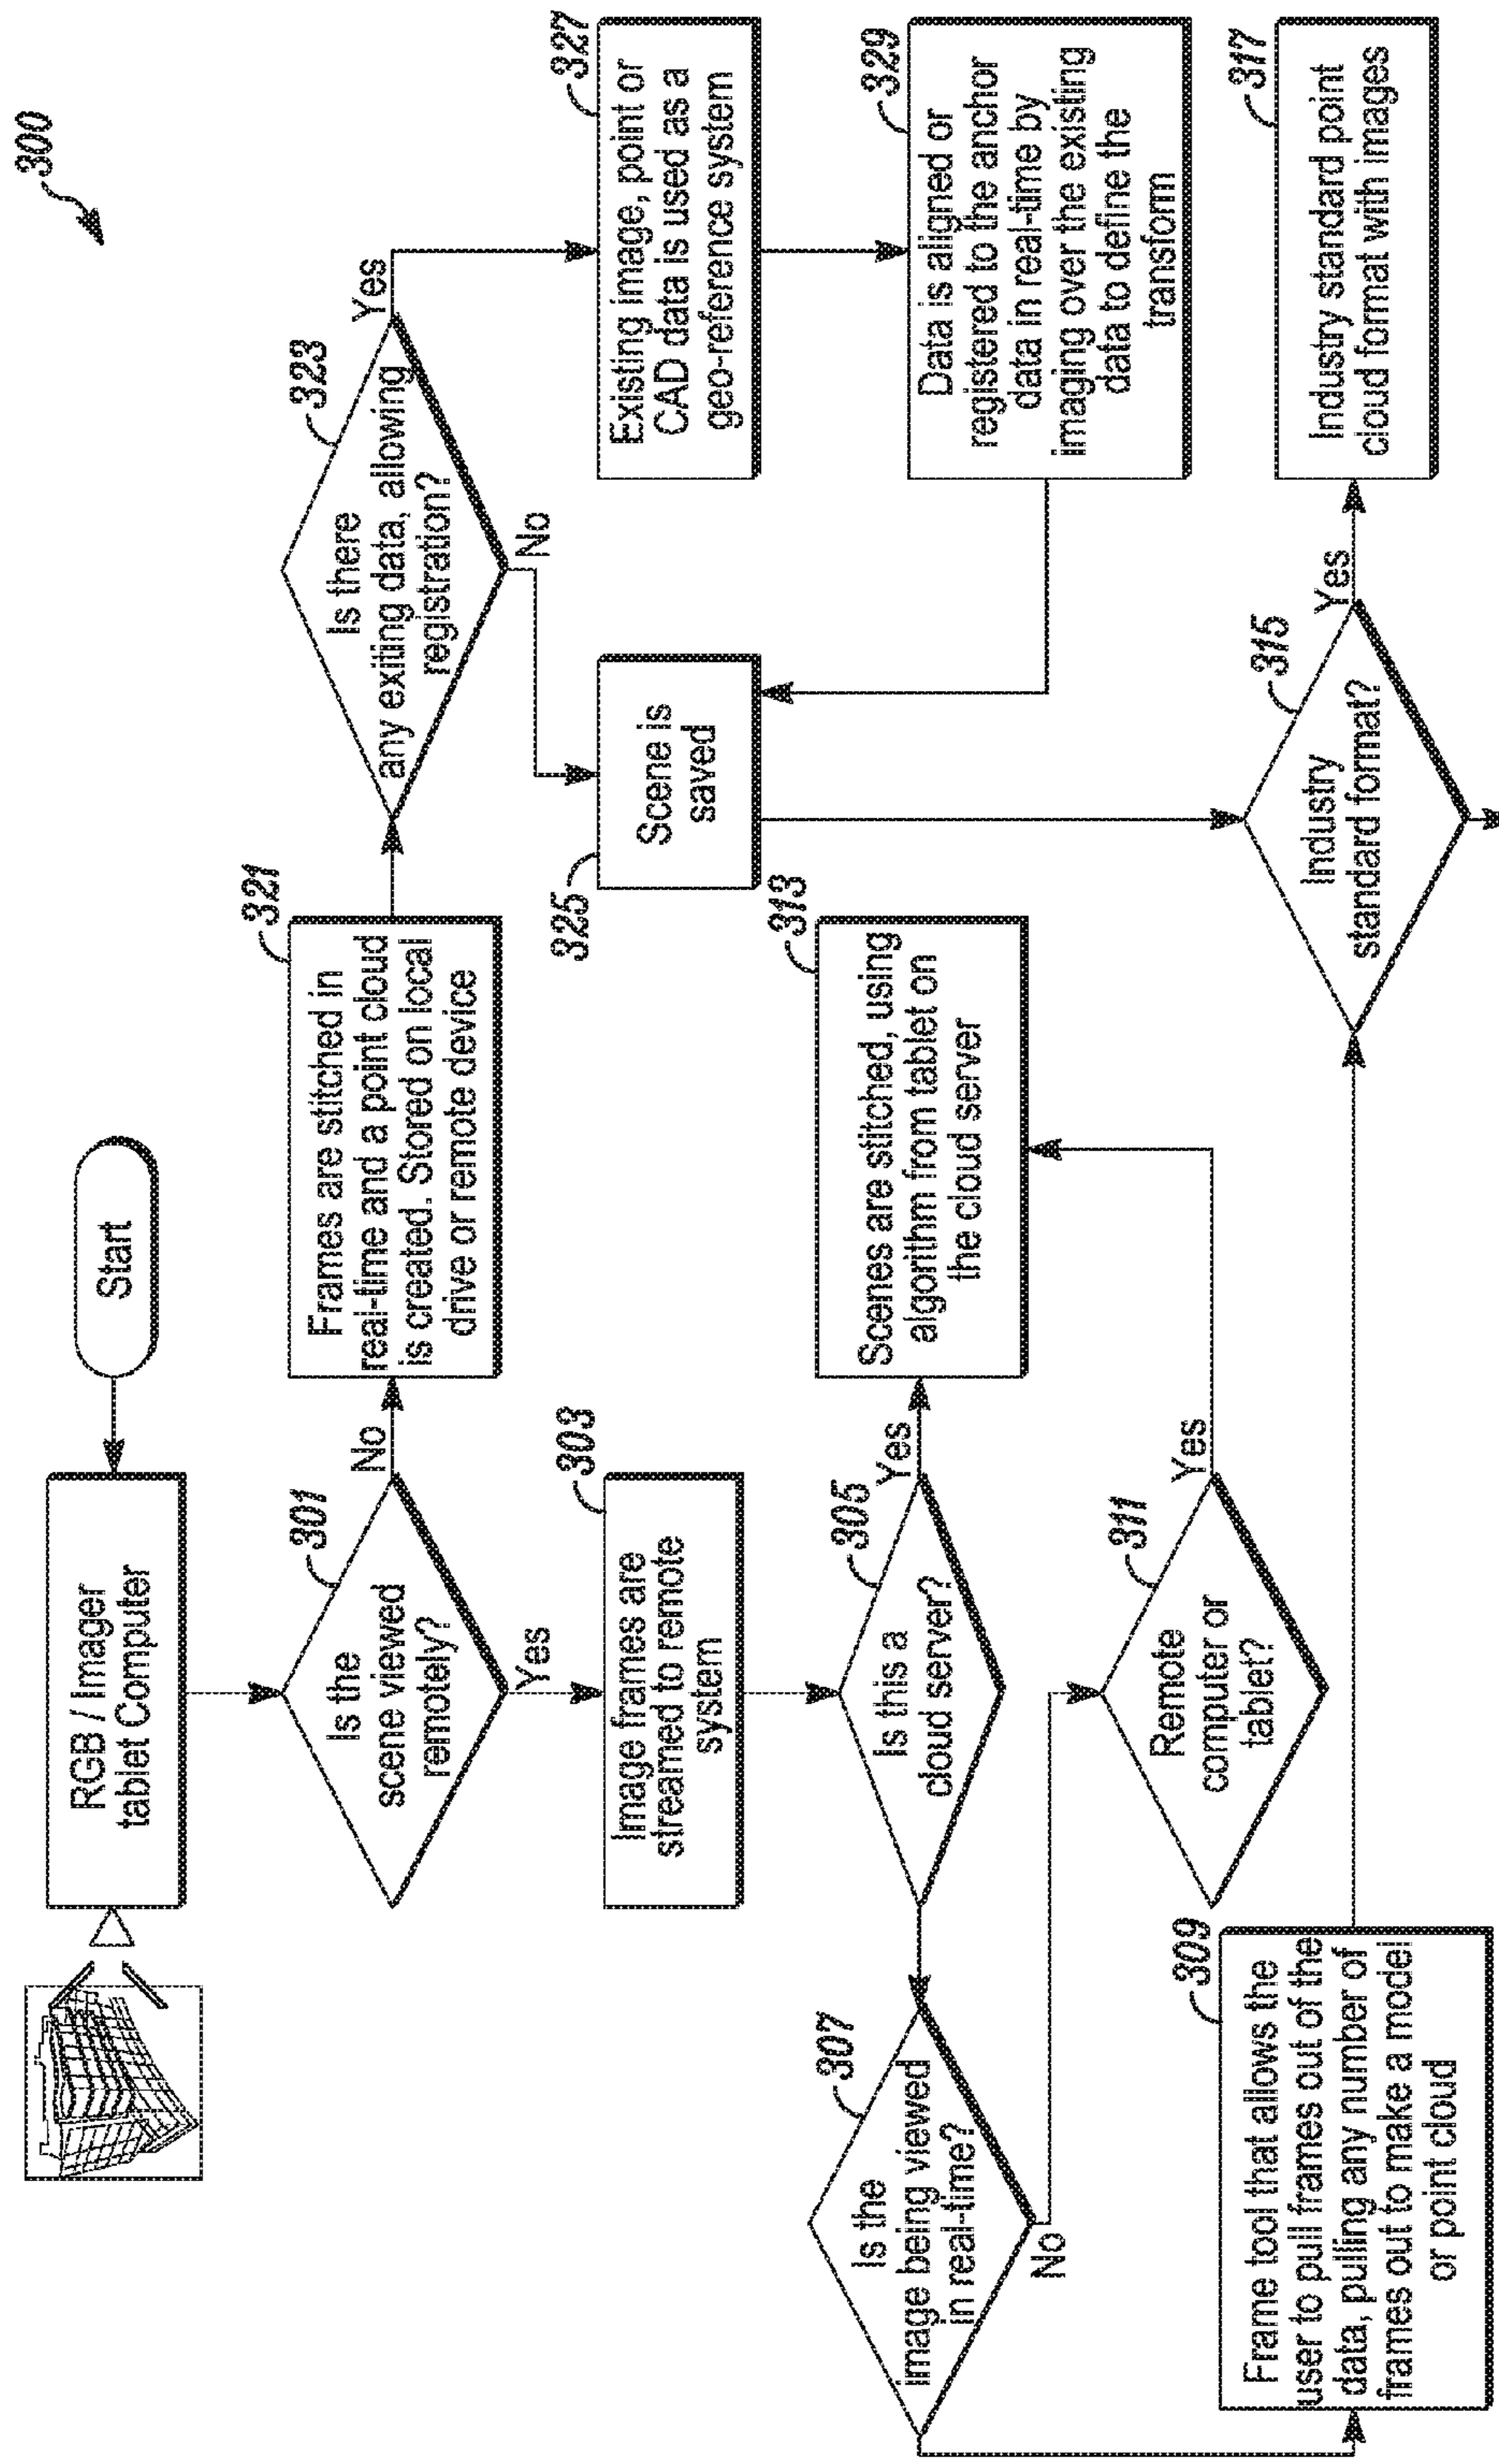 300
Start
RGB / Imager
tablet Computer
301
Is the
scene viewed
remotely?
No
Yes
321
Frames are stitched in
real-time and a point cloud
is created. Stored on local
drive or remote device
323
Is there
any exiting data, allowing
registration?
Yes
No
303
Image frames are
streamed to remote
system
325
Scene is
saved
327
Existing image, point or
CAD data is used as a
geo-reference system
307
Is the
image being viewed
in real-time?
No
305
Is this a
cloud server?
Yes
313
Scenes are stitched, using
algorithm from tablet on
the cloud server
329
Data is aligned or
registered to the anchor
data in real-time by
imaging over the existing
data to define the
transform
311
Remote
computer or
tablet?
Yes
309
Frame tool that allows the
user to pull frames out of the
data, pulling any number of
frames out to make a model
or point cloud
315
Industry
standard format?
Yes
317
Industry standard point
cloud format with images